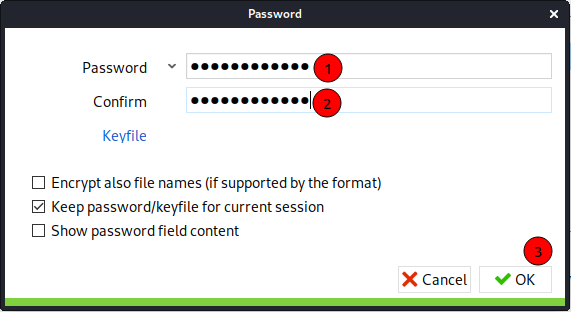 Password
Password ●●●●●●●●●●●● 1
Confirm ●●●●●●●●●●●● 2
Keyfile
Encrypt also file names (if supported by the format)
Keep password/keyfile for current session
Show password field content
3
Cancel OK